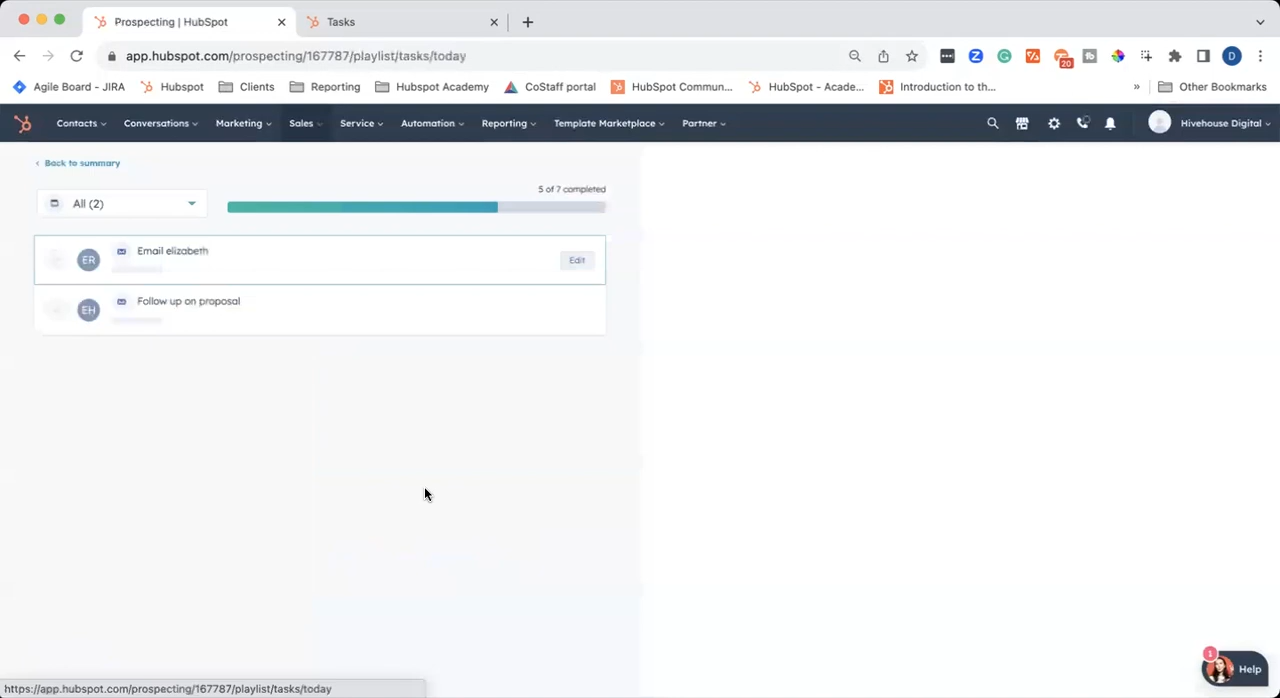 Prospecting | HubSpot
Tasks
app.hubspot.com/prospecting/167787/playlist/tasks/today
20
D
Agile Board - JIRA
Hubspot
Clients
Reporting
Hubspot Academy
CoStaff portal
HubSpot Commun...
HubSpot - Acade...
Introduction to th...
»
Other Bookmarks
Contacts
Conversations
Marketing
Sales
Service
Automation
Reporting
Template Marketplace
Partner
Hivehouse Digital
Back to summary
All (2)
5 of 7 completed
ER
Email elizabeth
Edit
EH
Follow up on proposal
1
Help
https://app.hubspot.com/prospecting/167787/playlist/tasks/today